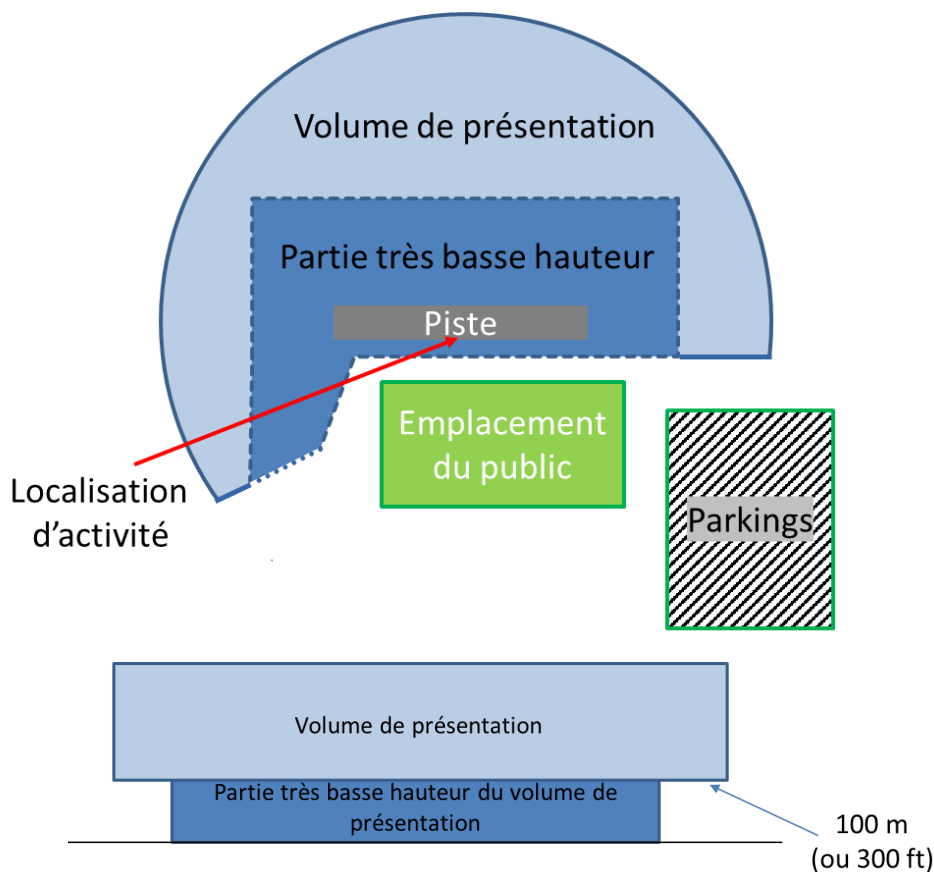 Volume de présentation
Partie très basse hauteur
Piste
Emplacement
du public
Localisation
d’activité
Parkings
Volume de présentation
Partie très basse hauteur du volume de
présentation
100 m
(ou 300 ft)